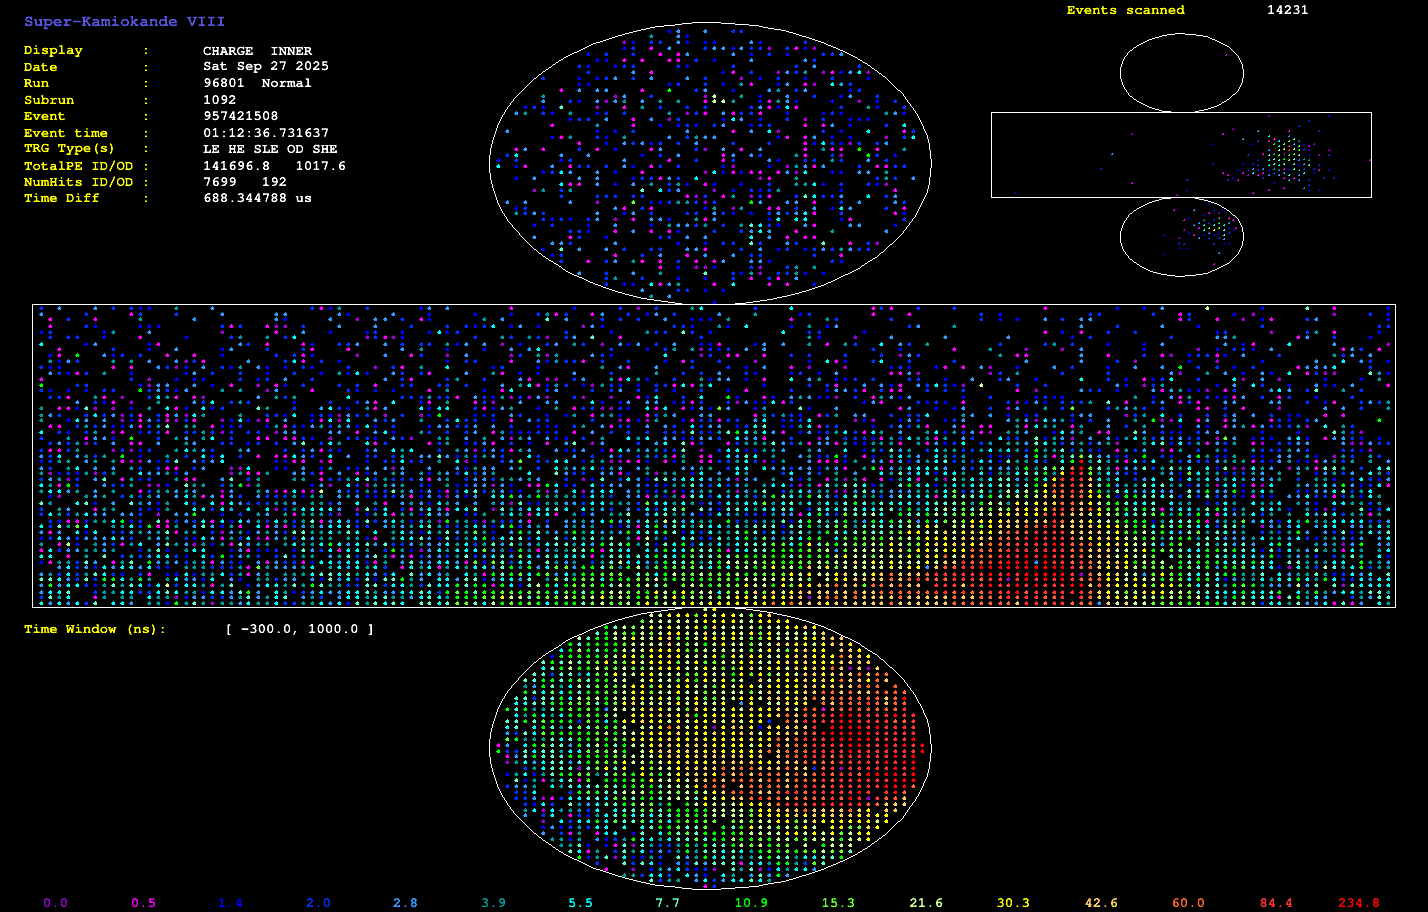 Super-Kamiokande VIII
Events scanned 14231
Display : CHARGE INNER
Date : Sat Sep 27 2025
Run : 96801 Normal
Subrun : 1092
Event : 957421508
Event time : 01:12:36.731637
TRG Type(s) : LE HE SLE OD SHE
TotalPE ID/OD : 141696.8 1017.6
NumHits ID/OD : 7699 192
Time Diff : 688.344788 us
Time Window (ns): [ -300.0, 1000.0 ]
0.0 0.5 1.4 2.0 2.8 3.9 5.5 7.7 10.9 15.3 21.6 30.3 42.6 60.0 84.4 234.8